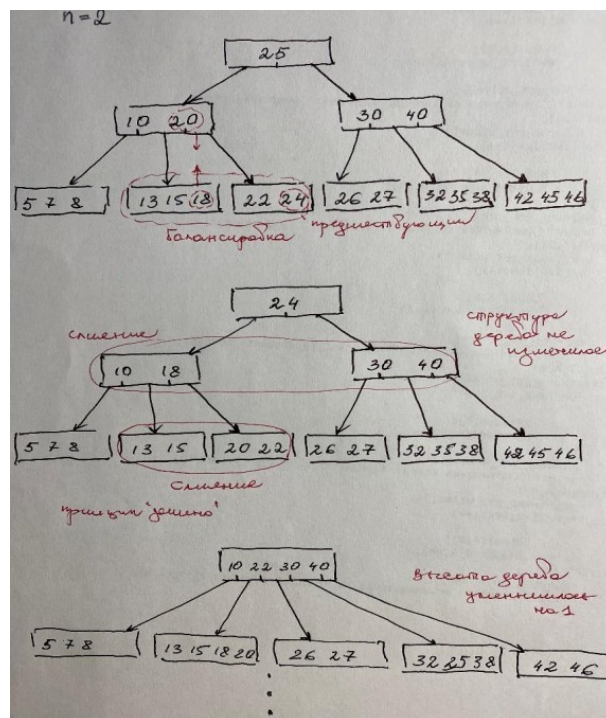 n=2
25
10 20
30 40
5 7 8
13 15 18
22 24
26 27
32 35 38
42 45 46
балансировка
предшествующий
24
слияние
структура
дерева не
изменилась
10 18
30 40
5 7 8
13 15
20 22
26 27
32 35 38
42 45 46
слияние
принцип "домино"
10 22 30 40
высота дерева
уменьшилась
на 1
5 7 8
13 15 18 20
26 27
32 35 38
42 46